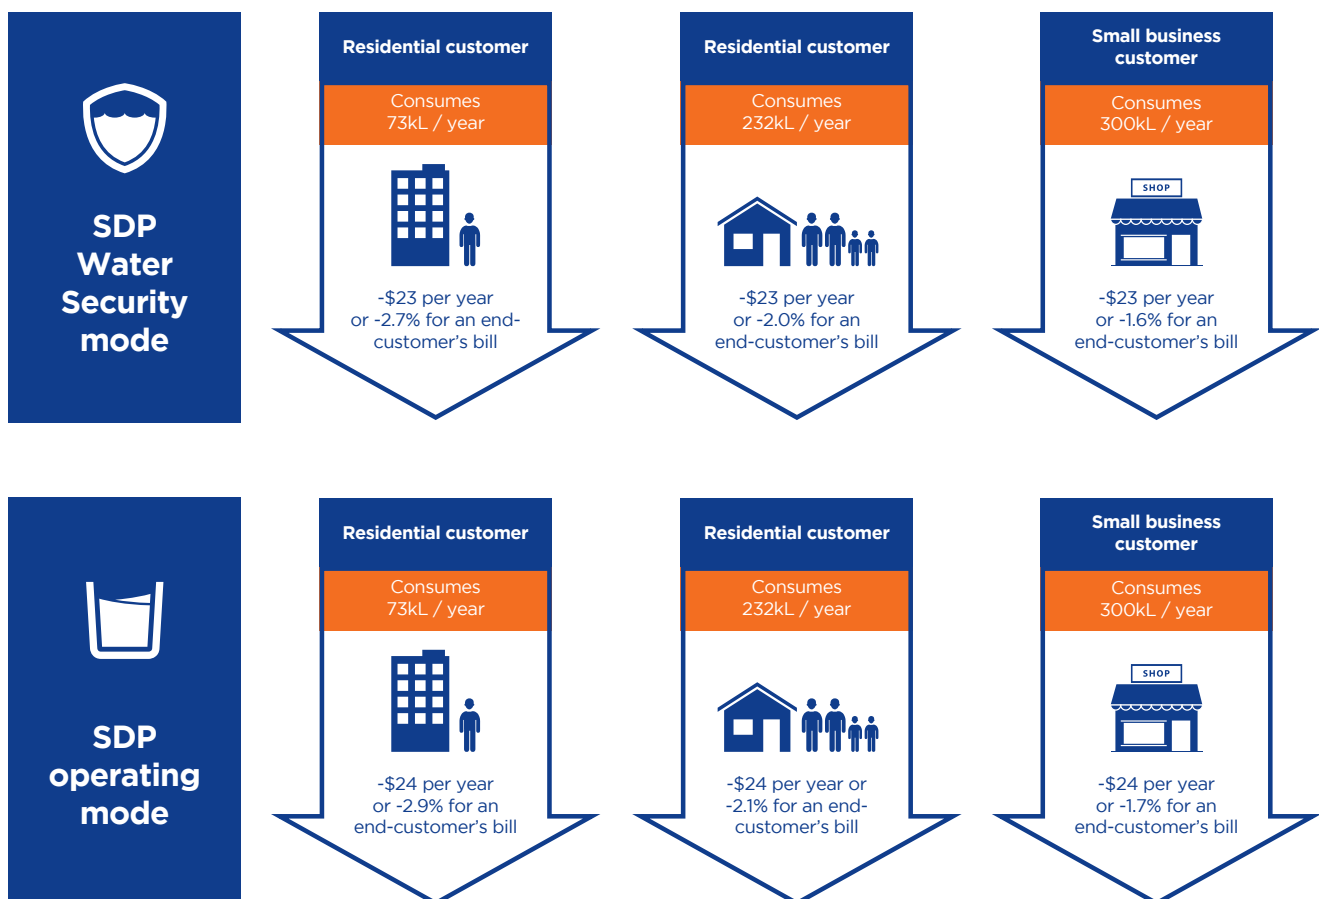 SDP
Water
Security
mode
Residential customer
Consumes
73kL / year
-$23 per year
or -2.7% for an end-
customer's bill
Residential customer
Consumes
232kL / year
-$23 per year
or -2.0% for an
end-customer's bill
Small business
customer
Consumes
300kL / year
SHOP
-$23 per year
or -1.6% for an
end-customer's bill
SDP
operating
mode
Residential customer
Consumes
73kL / year
-$24 per year
or -2.9% for an
end-customer's bill
Residential customer
Consumes
232kL / year
-$24 per year or
-2.1% for an end-
customer's bill
Small business
customer
Consumes
300kL / year
SHOP
-$24 per year
or -1.7% for an
end-customer's bill